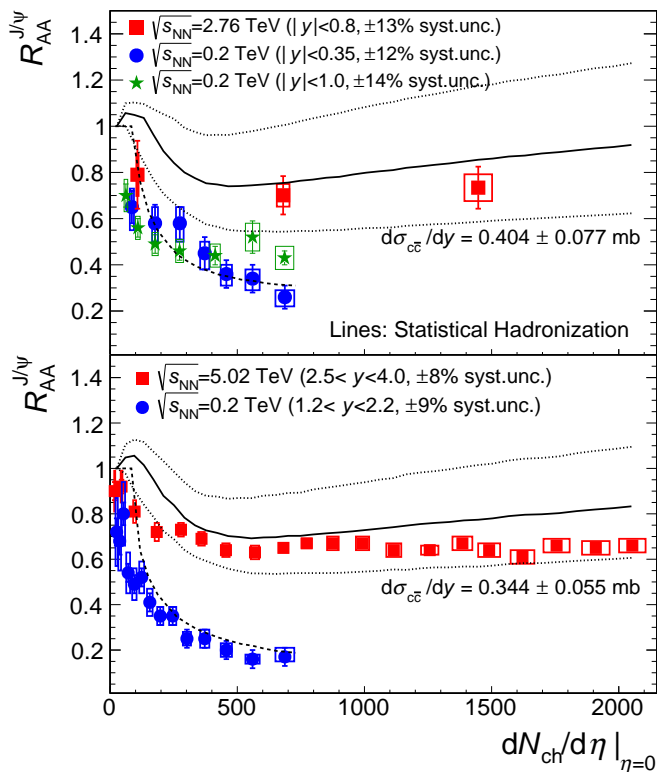 R_AA^J/ψ
1.4
1.2
1
0.8
0.6
0.4
0.2
√s_NN=2.76 TeV (| y|<0.8, ±13% syst.unc.)
√s_NN=0.2 TeV (| y|<0.35, ±12% syst.unc.)
√s_NN=0.2 TeV (| y|<1.0, ±14% syst.unc.)
dσ_cc̄ /dy = 0.404 ± 0.077 mb
Lines: Statistical Hadronization
R_AA^J/ψ
1.4
1.2
1
0.8
0.6
0.4
0.2
√s_NN=5.02 TeV (2.5< y<4.0, ±8% syst.unc.)
√s_NN=0.2 TeV (1.2< y<2.2, ±9% syst.unc.)
dσ_cc̄ /dy = 0.344 ± 0.055 mb
0 500 1000 1500 2000
dN_ch/dη|_η=0